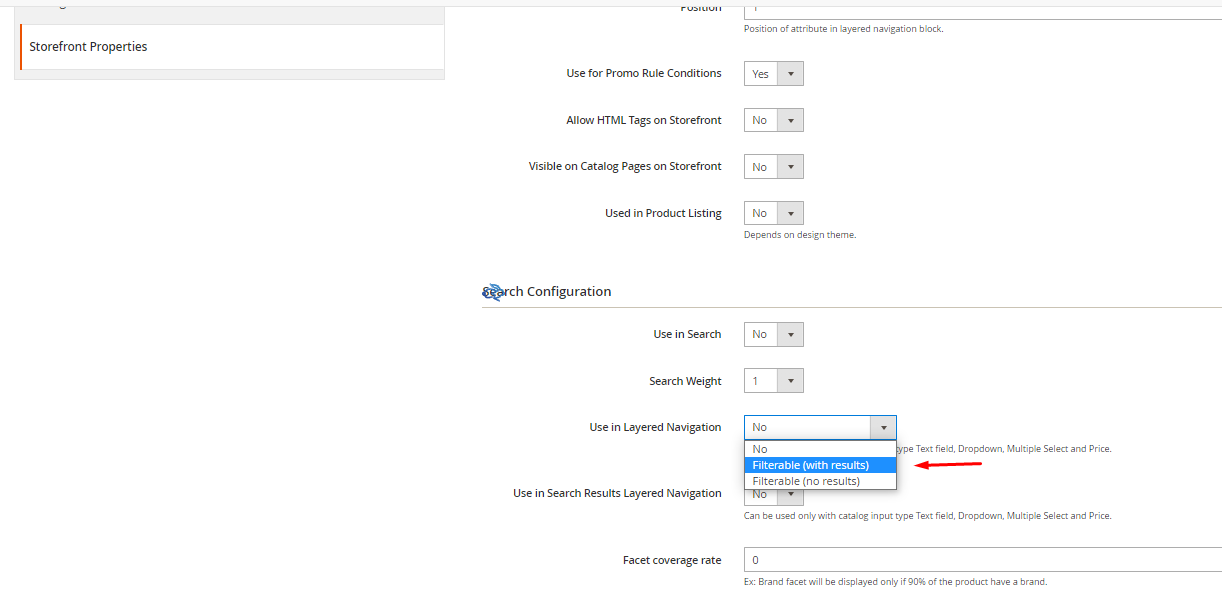 Position
Position of attribute in layered navigation block.
Storefront Properties
Use for Promo Rule Conditions Yes
Allow HTML Tags on Storefront No
Visible on Catalog Pages on Storefront No
Used in Product Listing No
Depends on design theme.
Search Configuration
Use in Search No
Search Weight 1
Use in Layered Navigation No
No
ype Text field, Dropdown, Multiple Select and Price.
Filterable (with results)
Filterable (no results)
Use in Search Results Layered Navigation No
Can be used only with catalog input type Text field, Dropdown, Multiple Select and Price.
Facet coverage rate 0
Ex: Brand facet will be displayed only if 90% of the product have a brand.